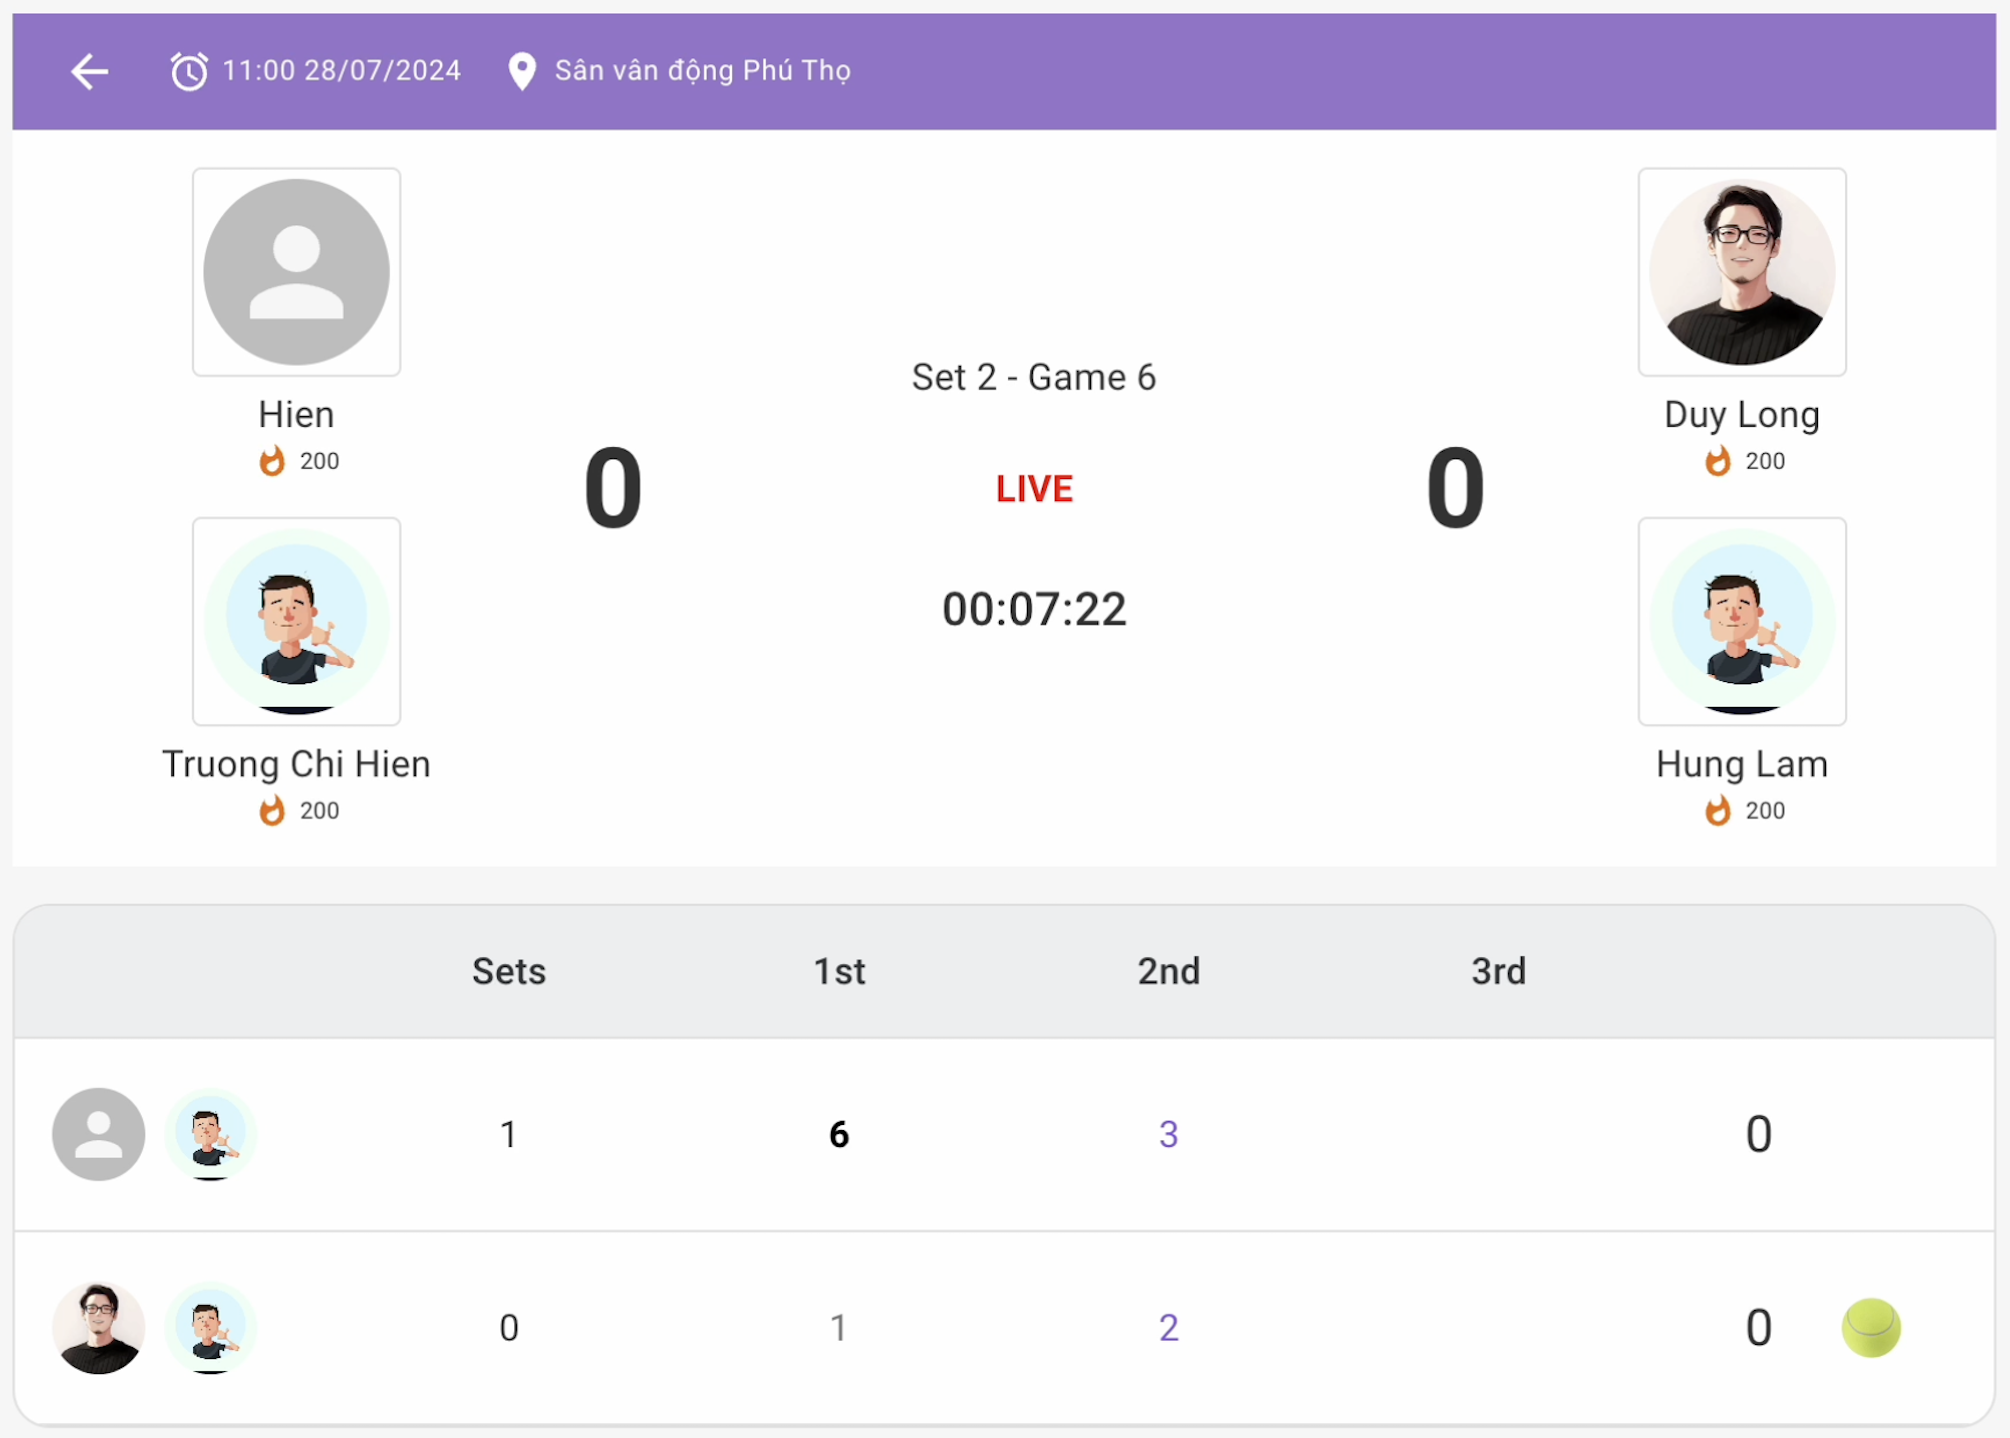 11:00 28/07/2024 Sân vân động Phú Thọ
Hien
200
Truong Chi Hien
200
0
Set 2 - Game 6
LIVE
00:07:22
0
Duy Long
200
Hung Lam
200
Sets 1st 2nd 3rd
1 6 3 0
0 1 2 0